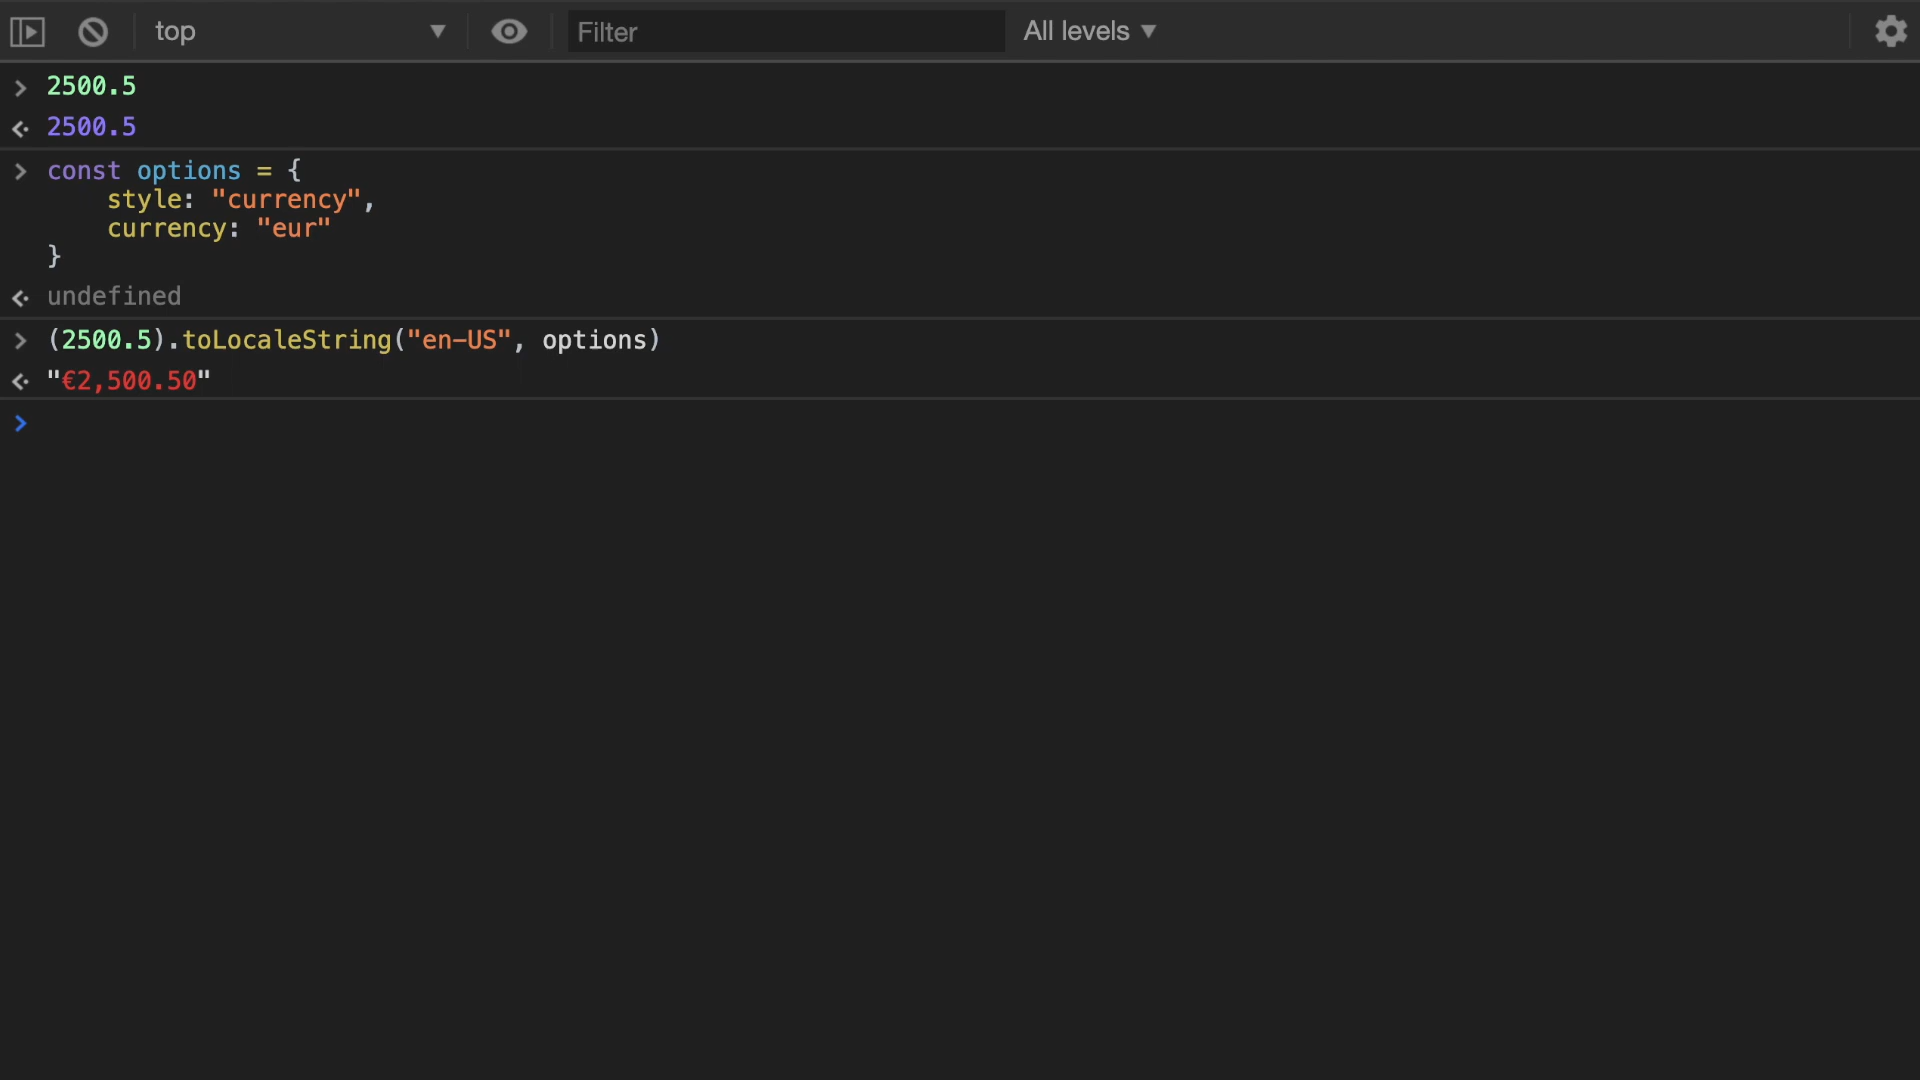 top ▼ Filter All levels ▼
> 2500.5
<· 2500.5
> const options = {
    style: "currency",
    currency: "eur"
}
<· undefined
> (2500.5).toLocaleString("en-US", options)
<· "€2,500.50"
>